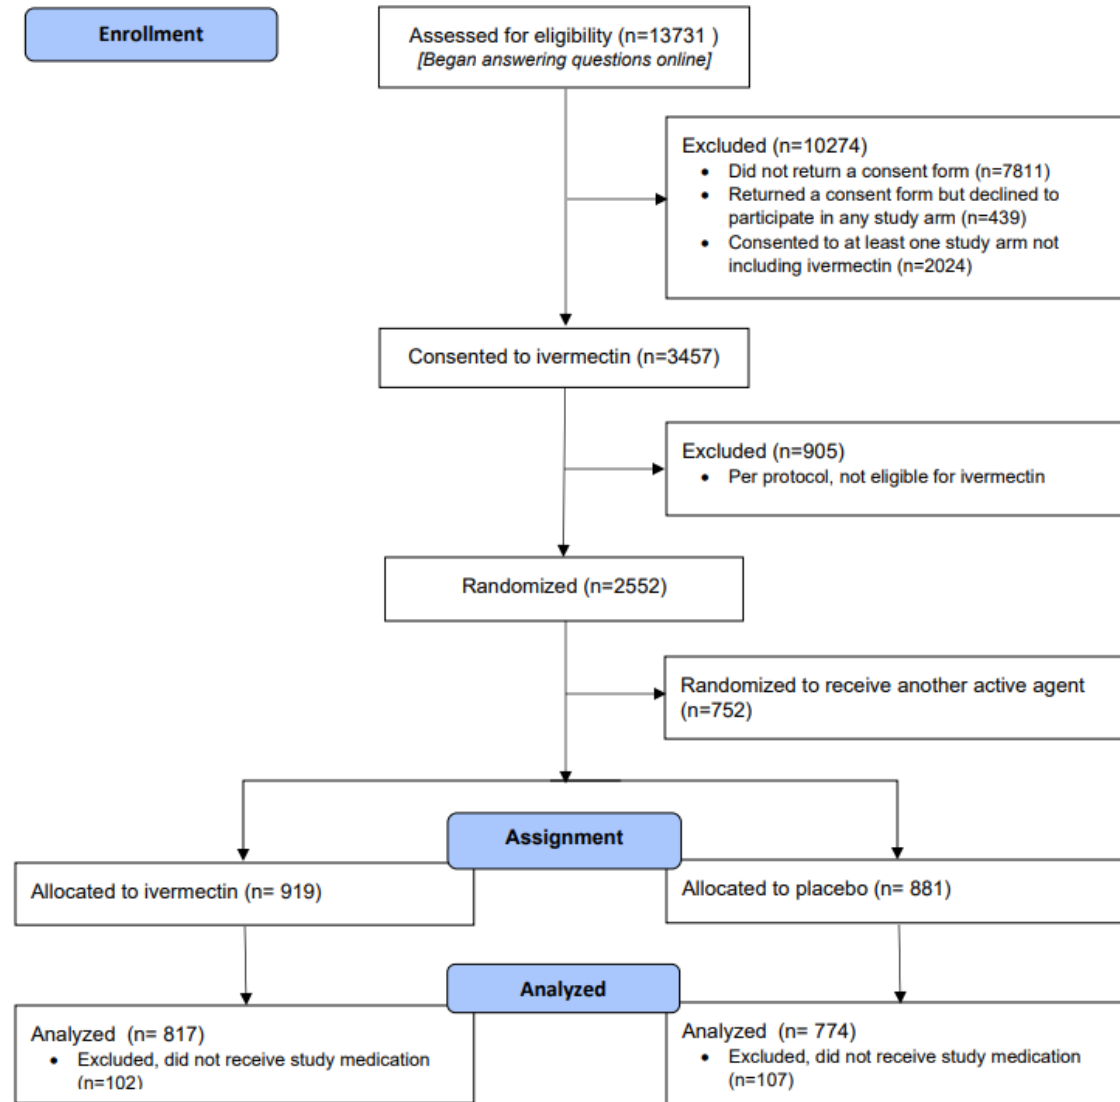 Enrollment
Assessed for eligibility (n=13731 )
[Began answering questions online]
Excluded (n=10274)
• Did not return a consent form (n=7811)
• Returned a consent form but declined to
participate in any study arm (n=439)
• Consented to at least one study arm not
including ivermectin (n=2024)
Consented to ivermectin (n=3457)
Excluded (n=905)
• Per protocol, not eligible for ivermectin
Randomized (n=2552)
Randomized to receive another active agent
(n=752)
Assignment
Allocated to ivermectin (n= 919)
Allocated to placebo (n= 881)
Analyzed
Analyzed (n= 817)
• Excluded, did not receive study medication
(n=102)
Analyzed (n= 774)
• Excluded, did not receive study medication
(n=107)